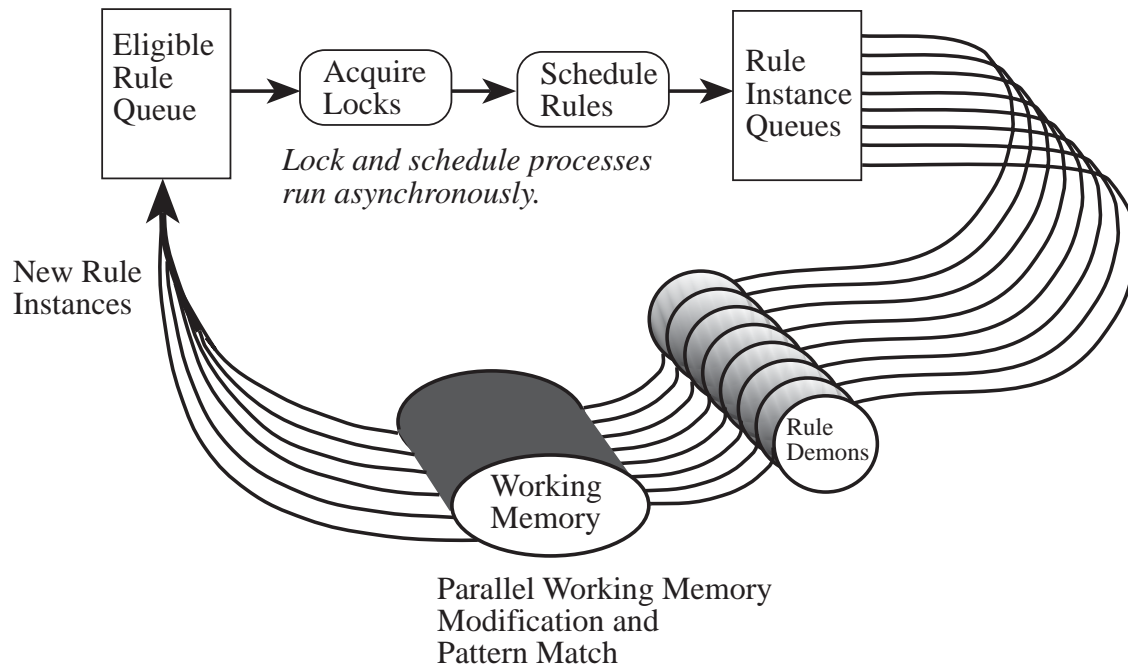 Eligible
Rule
Queue
Acquire
Locks
Schedule
Rules
Rule
Instance
Queues
Lock and schedule processes
run asynchronously.
New Rule
Instances
Rule
Demons
Working
Memory
Parallel Working Memory
Modification and
Pattern Match